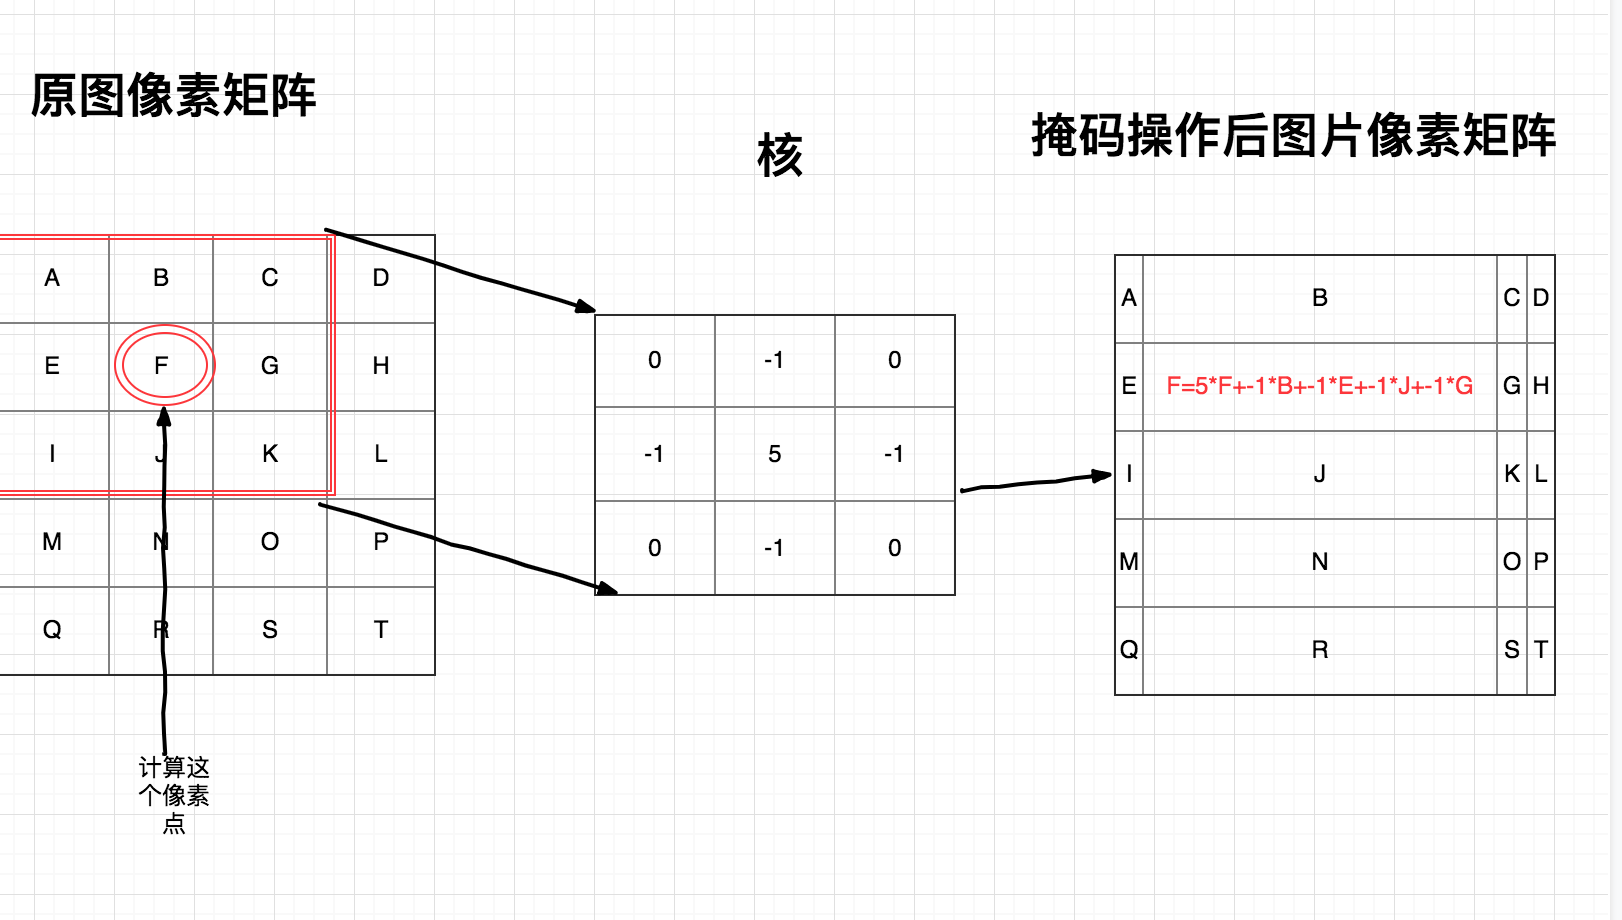 原图像素矩阵
核
掩码操作后图片像素矩阵
A B C D
E F G H
I J K L
M N O P
Q R S T
计算这
个像素
点
0 -1 0
-1 5 -1
0 -1 0
A B C D
E F=5*F+-1*B+-1*E+-1*J+-1*G G H
I J K L
M N O P
Q R S T